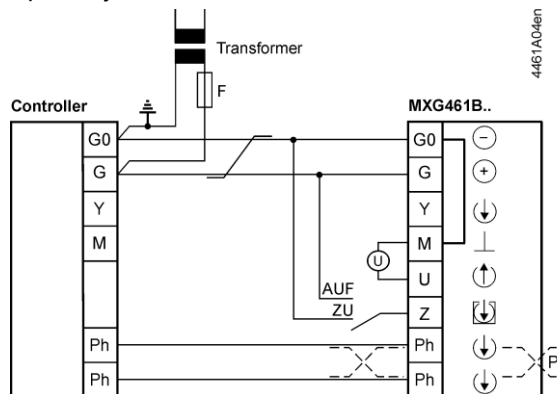 Transformer
4461A04en
F
Controller
MXG461B..
G0
G0
G
G
Y
Y
M
M
U
U
AUF
ZU
Z
Ph
Ph
P
Ph
Ph